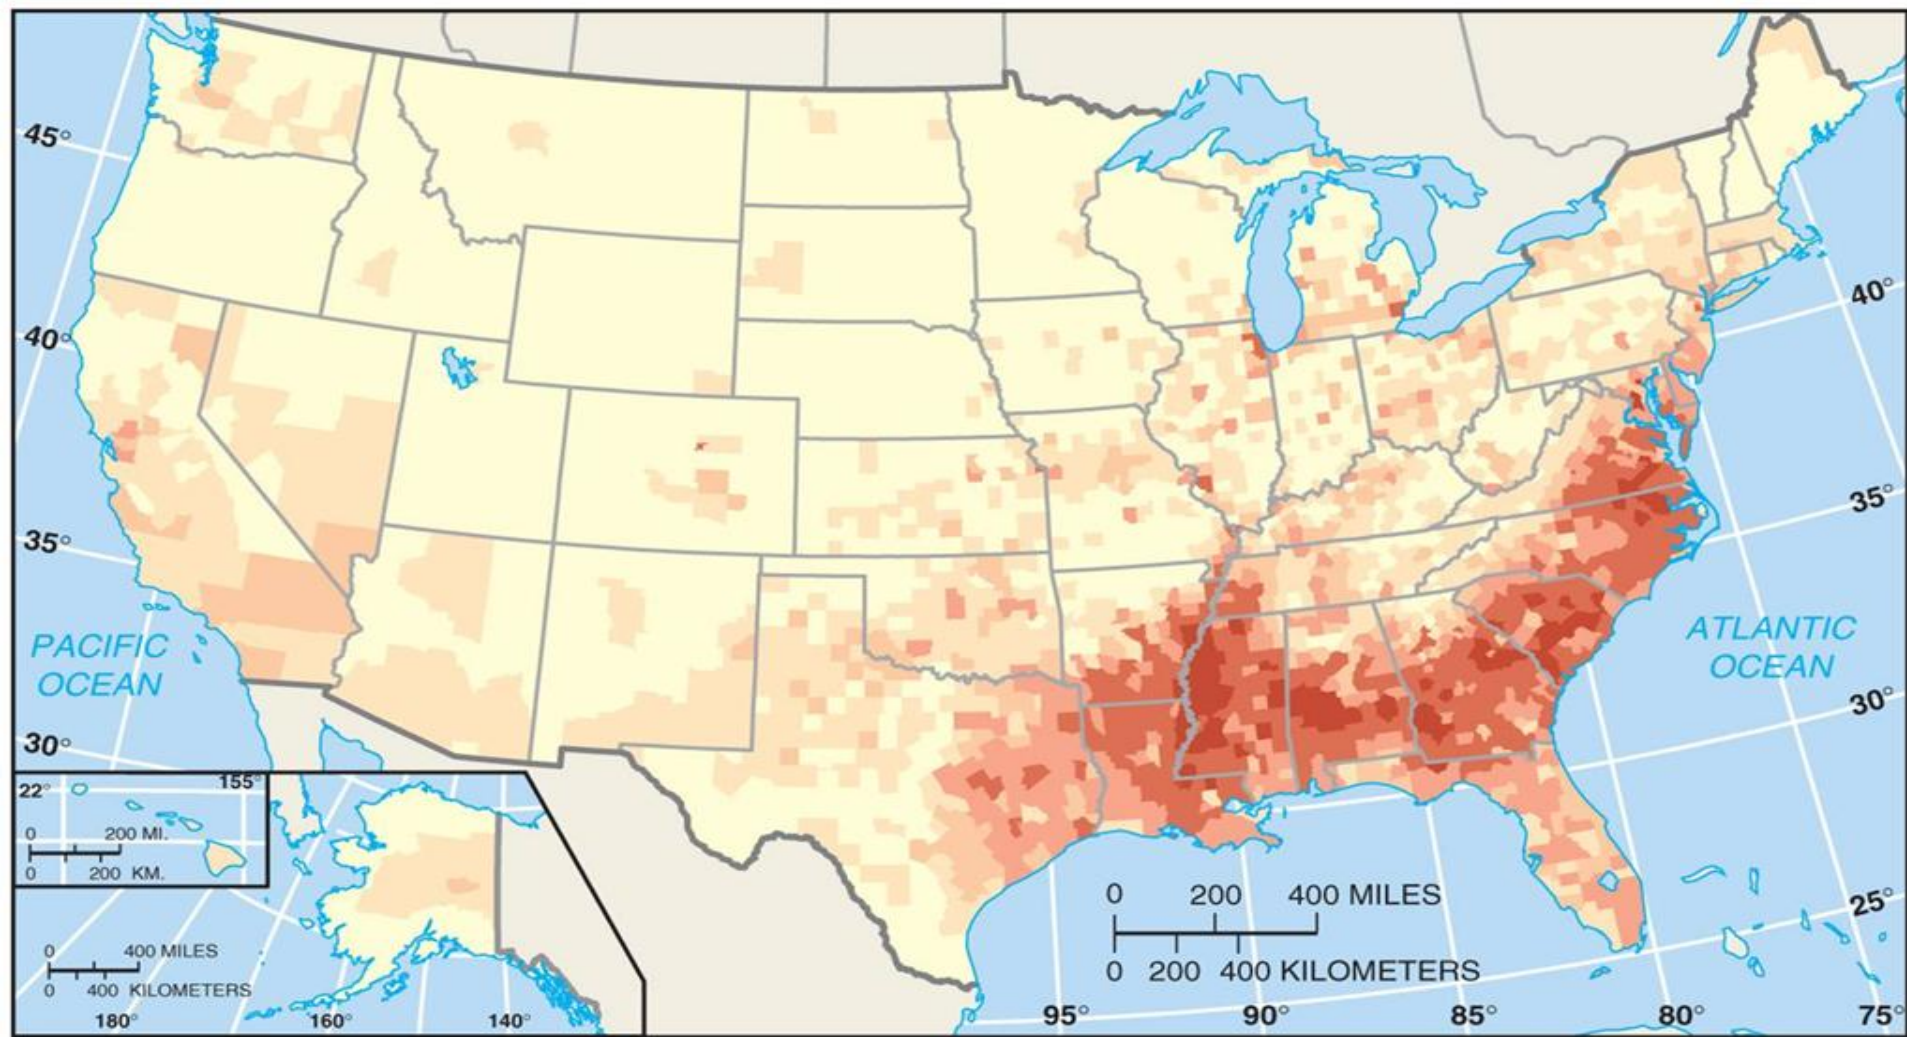 45°
40°
35°
30°
PACIFIC
OCEAN
ATLANTIC
OCEAN
40°
35°
30°
25°
22°
155°
0 200 MI.
0 200 KM.
0 400 MILES
0 400 KILOMETERS
180°
160°
140°
0 200 400 MILES
0 200 400 KILOMETERS
95°
90°
85°
80°
75°